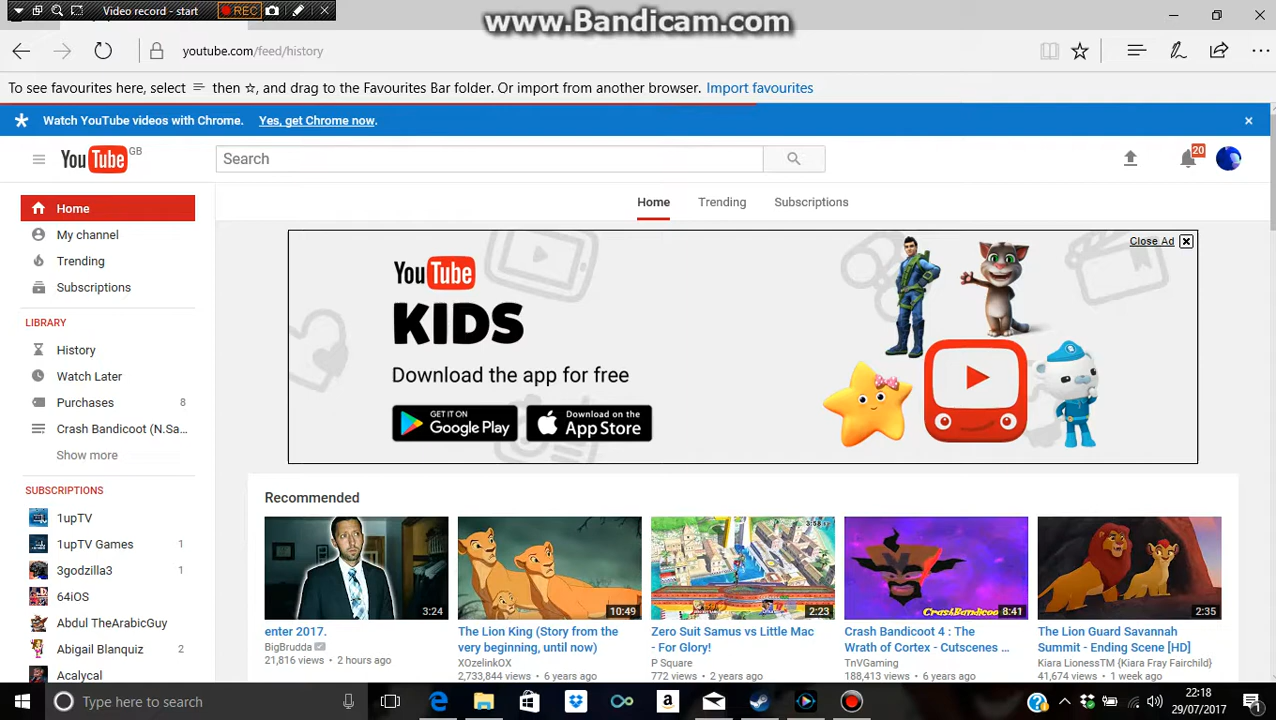 Video record - start
REC
www.Bandicam.com
youtube.com/feed/history
To see favourites here, select then , and drag to the Favourites Bar folder. Or import from another browser. Import favourites
Watch YouTube videos with Chrome. Yes, get Chrome now.
YouTube GB
Search
20
Home
Trending
Subscriptions
Home
My channel
Trending
Subscriptions
LIBRARY
History
Watch Later
Purchases 8
Crash Bandicoot (N.Sa...
Show more
SUBSCRIPTIONS
1upTV
1upTV Games 1
3godzilla3 1
64iOS
Abdul TheArabicGuy
Abigail Blanquiz 2
Acalycal
Close Ad
YouTube
KIDS
Download the app for free
GET IT ON
Google Play
Download on the
App Store
Recommended
3:24
enter 2017.
BigBrudda
21,816 views • 2 hours ago
10:49
The Lion King (Story from the
very beginning, until now)
XOzelinkOX
2,733,844 views • 6 years ago
2:23
Zero Suit Samus vs Little Mac
- For Glory!
P Square
772 views • 2 years ago
CrashBandicoo
8:41
Crash Bandicoot 4 : The
Wrath of Cortex - Cutscenes ...
TnVGaming
188,413 views • 6 years ago
2:35
The Lion Guard Savannah
Summit - Ending Scene [HD]
Kiara LionessTM {Kiara Fray Fairchild}
41,674 views • 1 week ago
Type here to search
22:18
29/07/2017
1